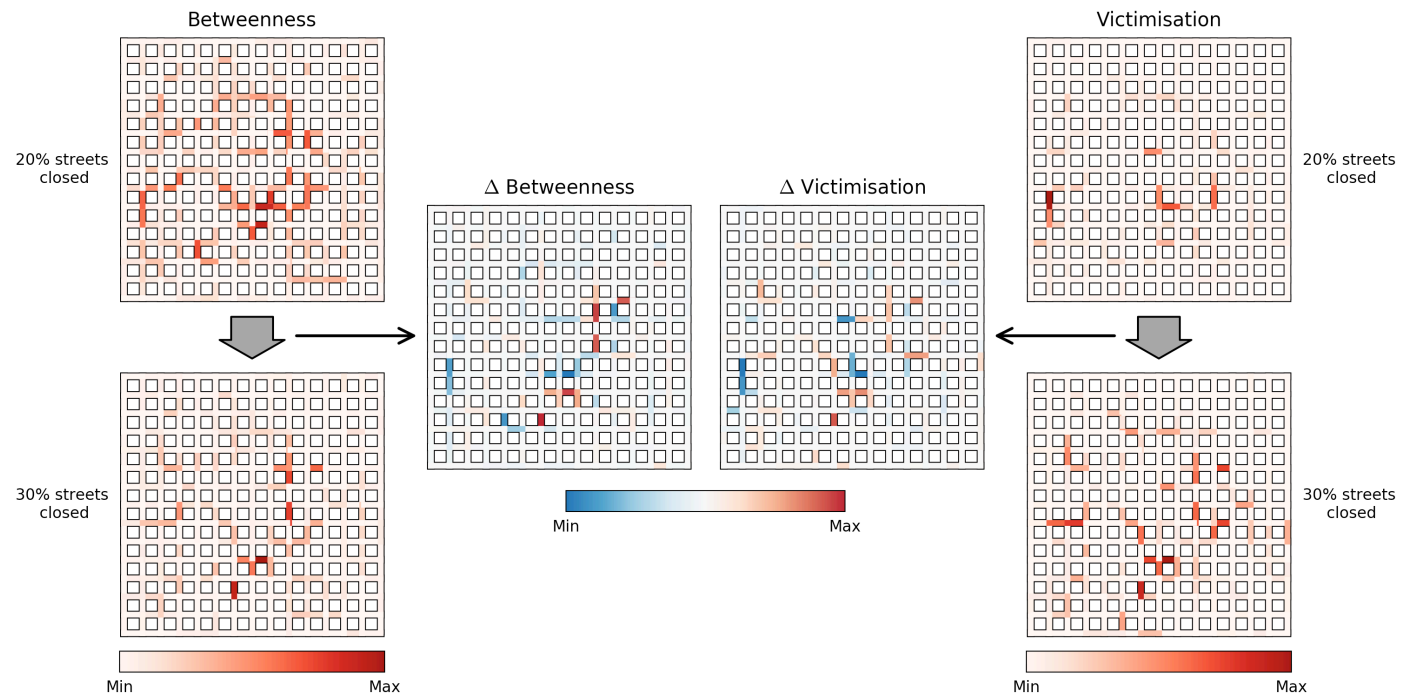 Betweenness
Victimisation
20% streets
closed
20% streets
closed
Δ Betweenness
Δ Victimisation
30% streets
closed
30% streets
closed
Min
Max
Min
Max
Min
Max